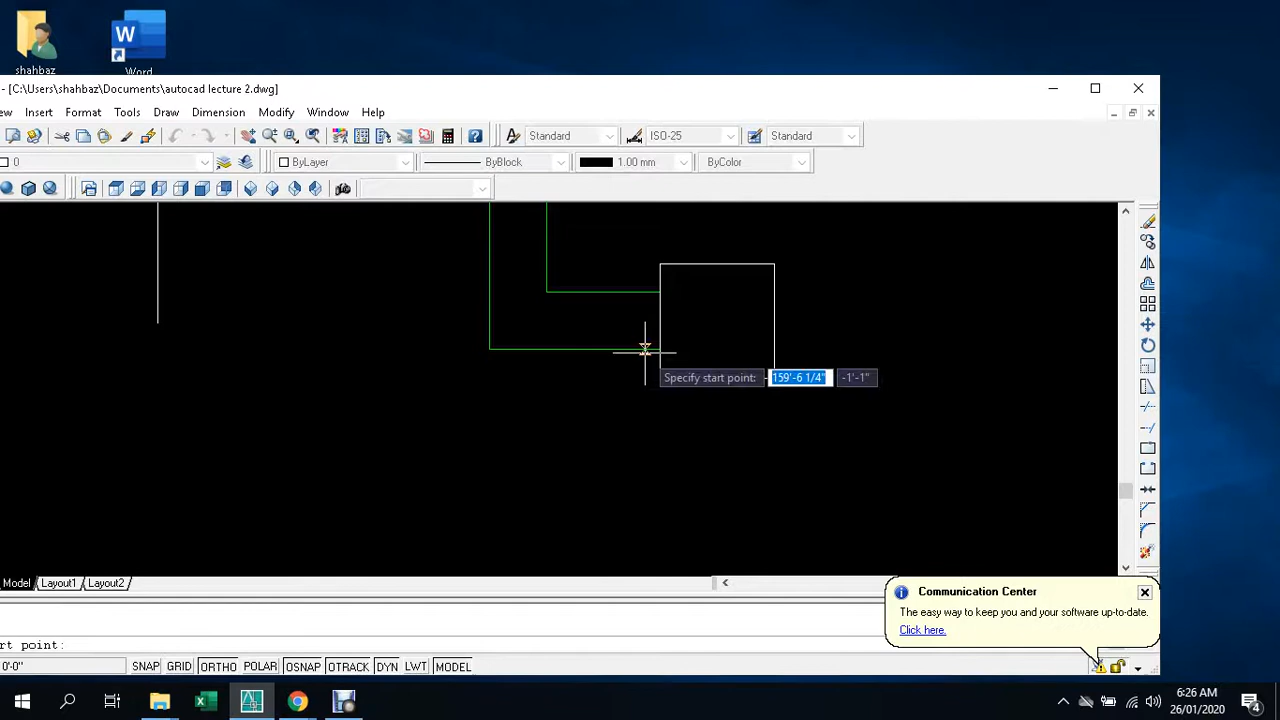 shahbaz
Word
- [C:\Users\shahbaz\Documents\autocad lecture 2.dwg]
ew Insert Format Tools Draw Dimension Modify Window Help
Standard ISO-25 Standard
0 ByLayer ByBlock 1.00 mm ByColor
Specify start point: 159'-6 1/4" -1'-1"
Model Layout1 Layout2
Communication Center
The easy way to keep you and your software up-to-date.
Click here.
rt point:
0'-0" SNAP GRID ORTHO POLAR OSNAP OTRACK DYN LWT MODEL
6:26 AM
26/01/2020
4